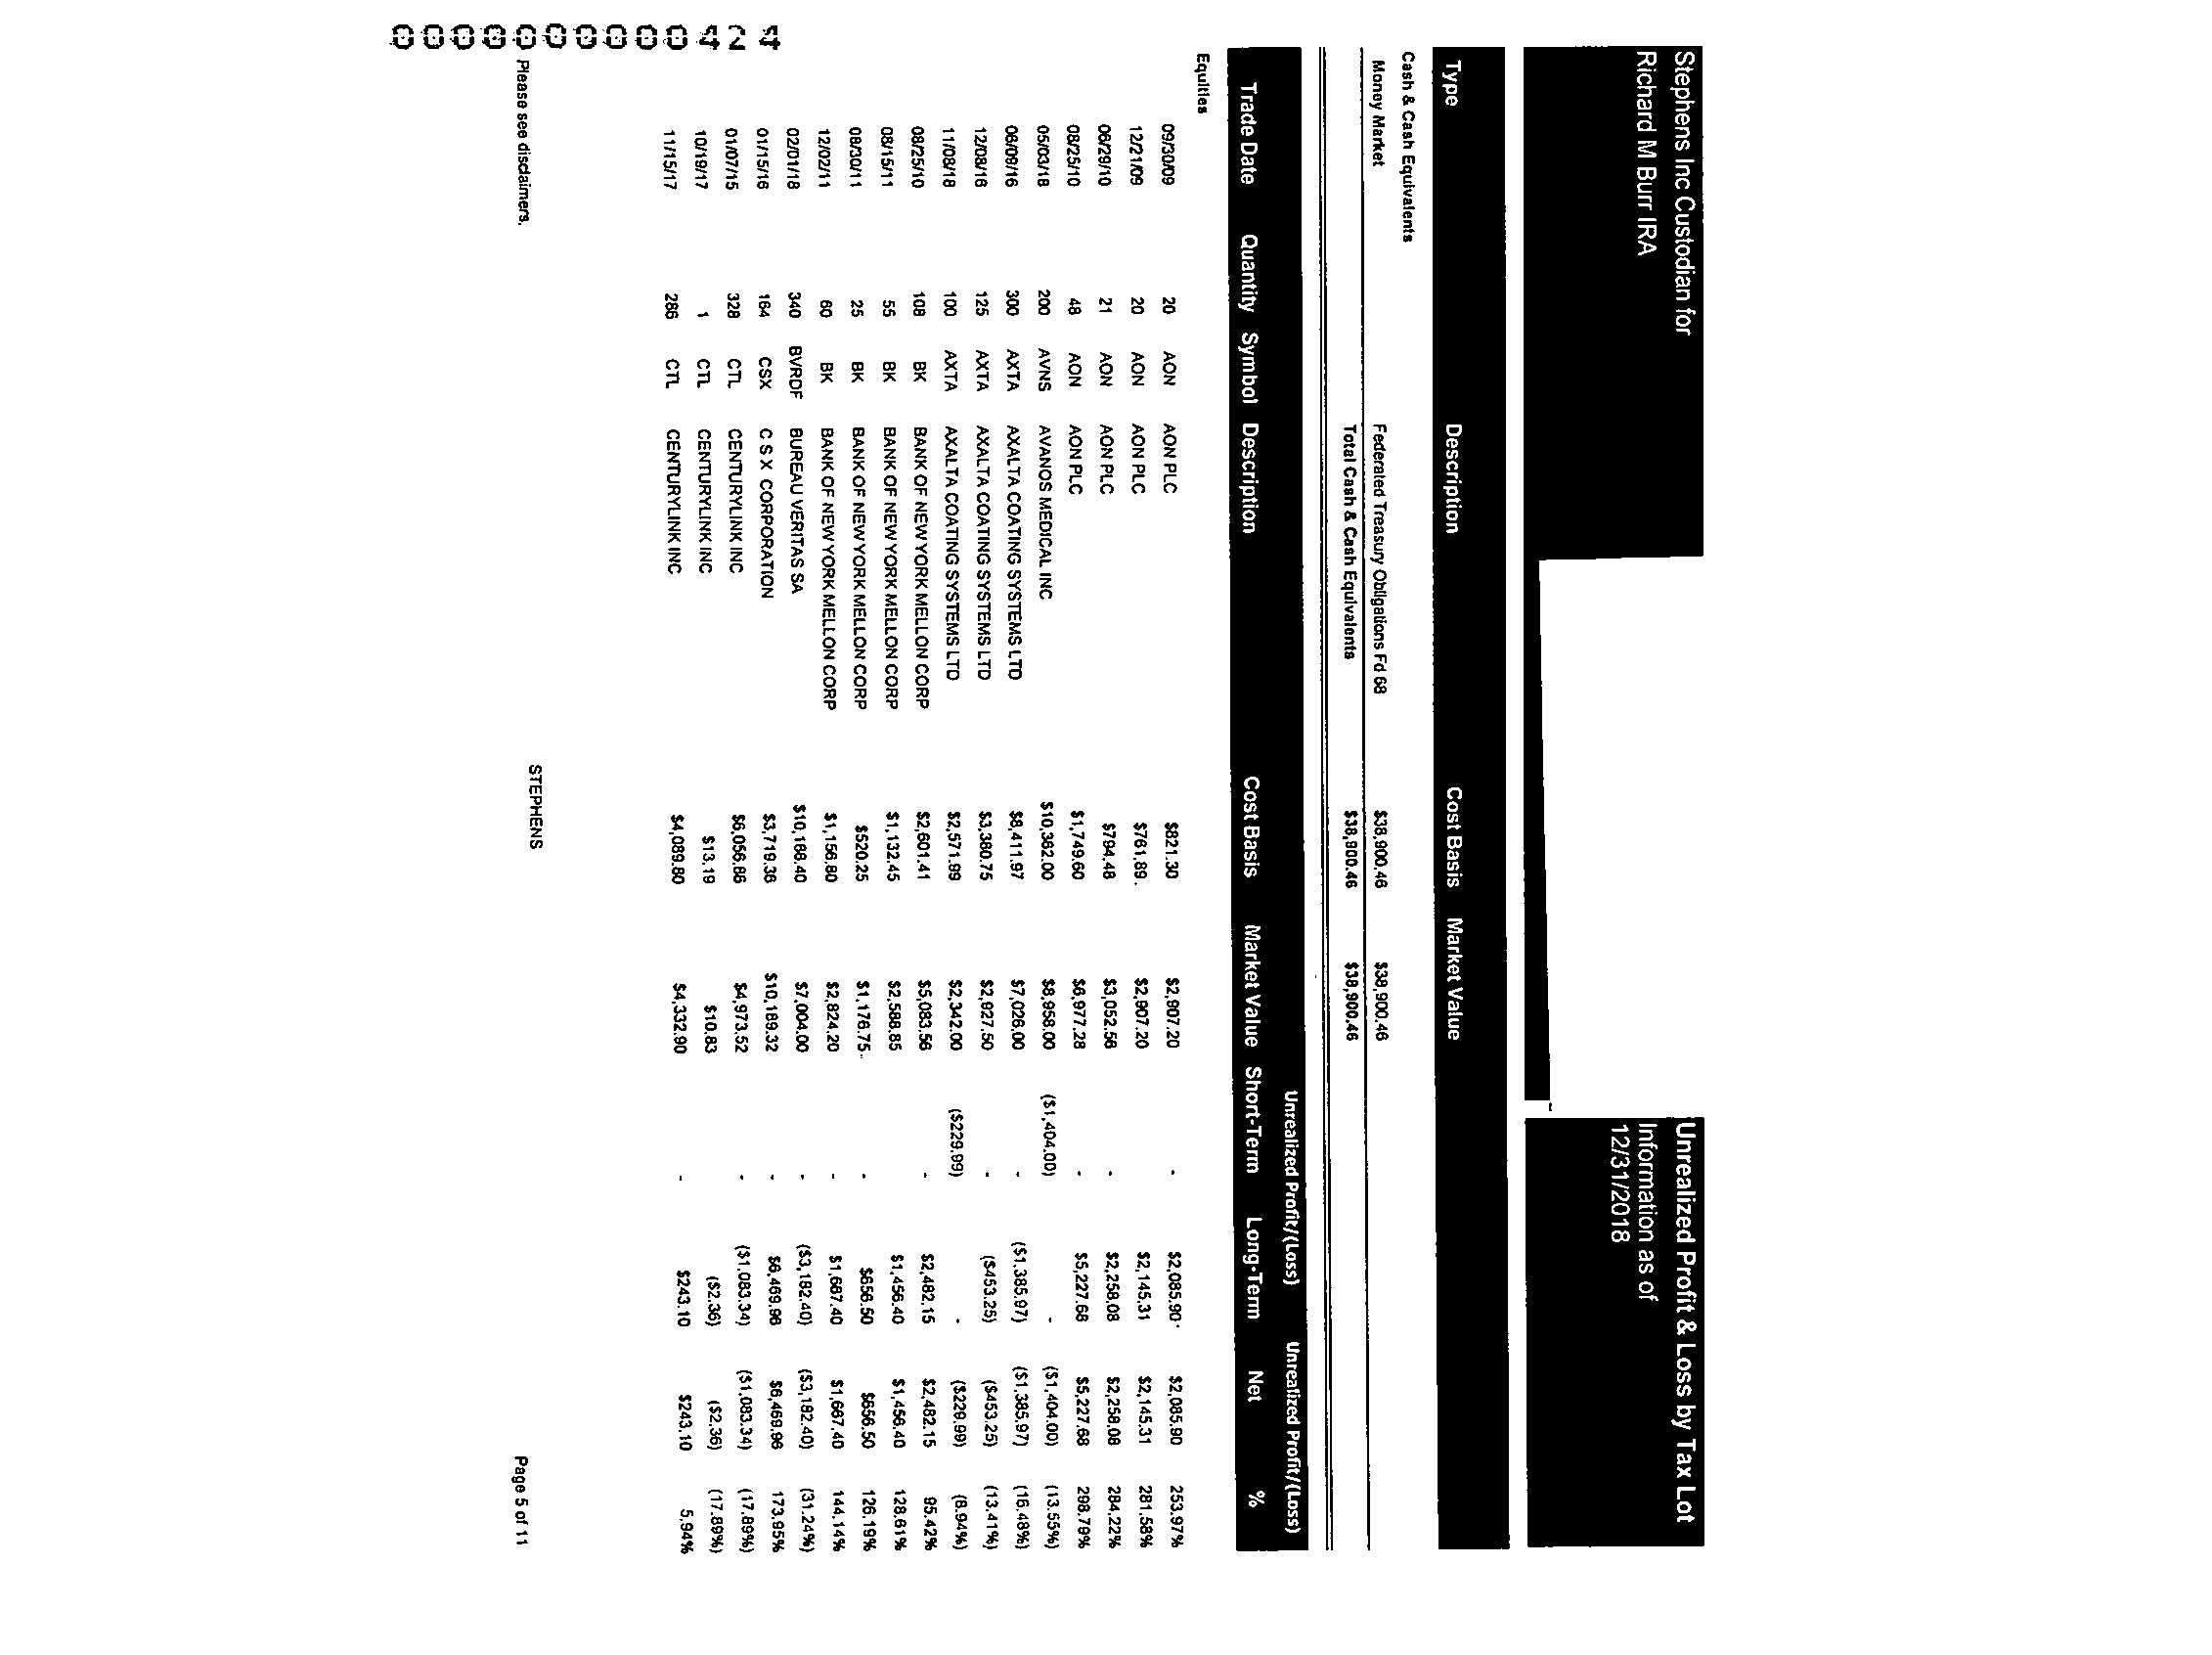 Stephens Inc Custodian for
Richard M Burr IRA
Unrealized Profit & Loss by Tax Lot
Information as of
12/31/2018
Type Description Cost Basis Market Value
Cash & Cash Equivalents
Money Market Federated Treasury Obligations Fd 68 $38,900.46 $38,900.46
Total Cash & Cash Equivalents $38,900.46 $38,900.46
Unrealized Profit/(Loss) Unrealized Profit/(Loss)
Trade Date Quantity Symbol Description Cost Basis Market Value Short-Term Long-Term Net %
Equities
09/30/09 20 AON AON PLC $821.30 $2,907.20 - $2,085.90 $2,085.90 253.97%
12/21/09 20 AON AON PLC $761.89 $2,907.20 $2,145.31 $2,145.31 281.58%
06/29/10 21 AON AON PLC $794.48 $3,052.56 - $2,258.08 $2,258.08 284.22%
08/25/10 48 AON AON PLC $1,749.60 $6,977.28 - $5,227.68 $5,227.68 298.79%
05/03/18 200 AVNS AVANOS MEDICAL INC $10,362.00 $8,958.00 ($1,404.00) - ($1,404.00) (13.55%)
06/09/16 300 AXTA AXALTA COATING SYSTEMS LTD $8,411.97 $7,026.00 - ($1,385.97) ($1,385.97) (16.48%)
12/08/16 125 AXTA AXALTA COATING SYSTEMS LTD $3,380.75 $2,927.50 - ($453.25) ($453.25) (13.41%)
11/08/18 100 AXTA AXALTA COATING SYSTEMS LTD $2,571.99 $2,342.00 ($229.99) - ($229.99) (8.94%)
08/25/10 108 BK BANK OF NEW YORK MELLON CORP $2,601.41 $5,083.56 - $2,482.15 $2,482.15 95.42%
08/15/11 55 BK BANK OF NEW YORK MELLON CORP $1,132.45 $2,588.85 $1,456.40 $1,456.40 128.61%
08/30/11 25 BK BANK OF NEW YORK MELLON CORP $520.25 $1,176.75 - $656.50 $656.50 126.19%
12/02/11 60 BK BANK OF NEW YORK MELLON CORP $1,156.80 $2,824.20 - $1,667.40 $1,667.40 144.14%
02/01/18 340 BVRDF BUREAU VERITAS SA $10,186.40 $7,004.00 - ($3,182.40) ($3,182.40) (31.24%)
01/15/16 164 CSX C S X CORPORATION $3,719.36 $10,189.32 - $6,469.96 $6,469.96 173.95%
01/07/15 328 CTL CENTURYLINK INC $6,056.86 $4,973.52 - ($1,083.34) ($1,083.34) (17.89%)
10/19/17 1 CTL CENTURYLINK INC $13.19 $10.83 ($2.36) ($2.36) (17.89%)
11/15/17 286 CTL CENTURYLINK INC $4,089.80 $4,332.90 - $243.10 $243.10 5.94%
Please see disclaimers. STEPHENS Page 5 of 11
0000000000424